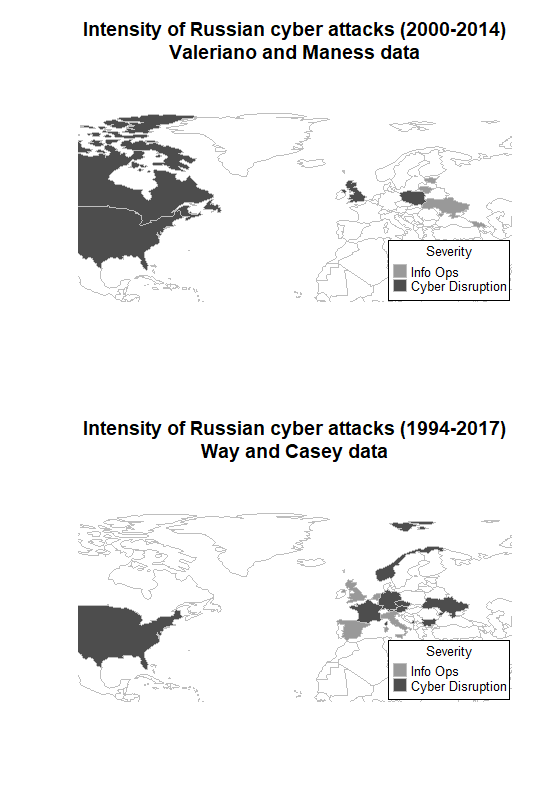 Intensity of Russian cyber attacks (2000-2014)
Valeriano and Maness data
Severity
Info Ops
Cyber Disruption
Intensity of Russian cyber attacks (1994-2017)
Way and Casey data
Severity
Info Ops
Cyber Disruption